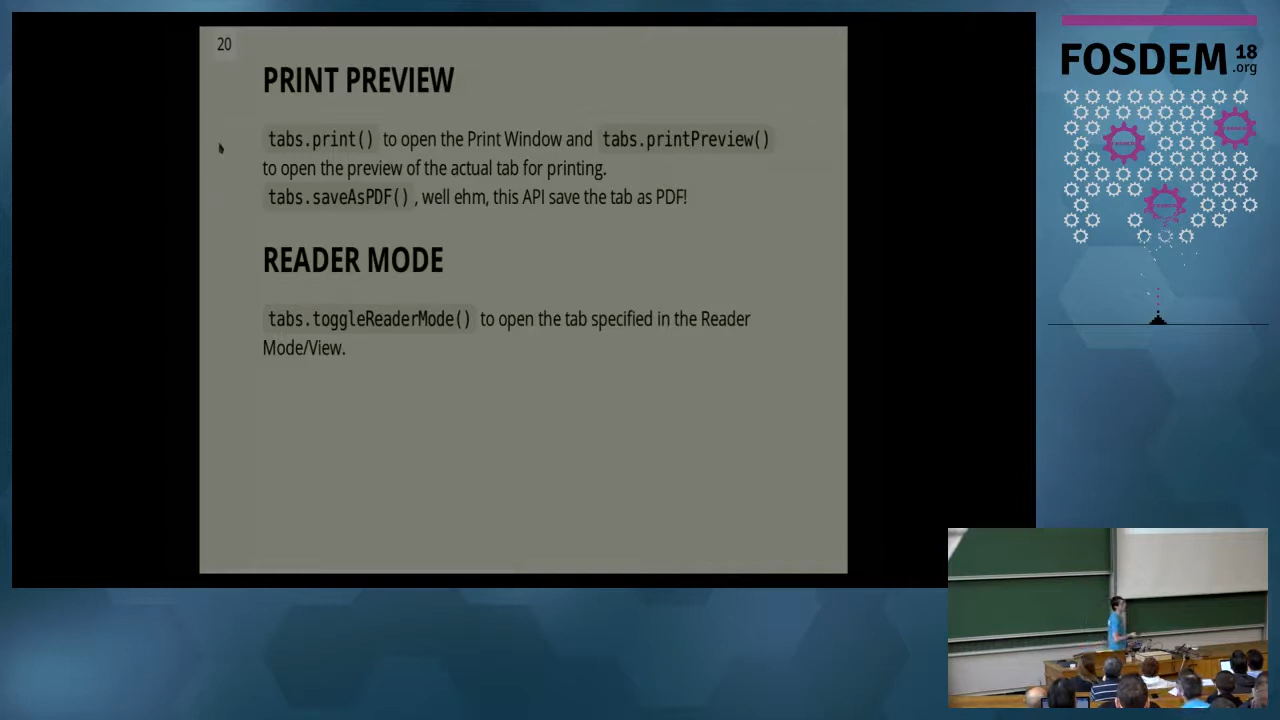 20
PRINT PREVIEW
tabs.print() to open the Print Window and tabs.printPreview()
to open the preview of the actual tab for printing.
tabs.saveAsPDF() , well ehm, this API save the tab as PDF!
READER MODE
tabs.toggleReaderMode() to open the tab specified in the Reader
Mode/View.
FOSDEM 18
.org